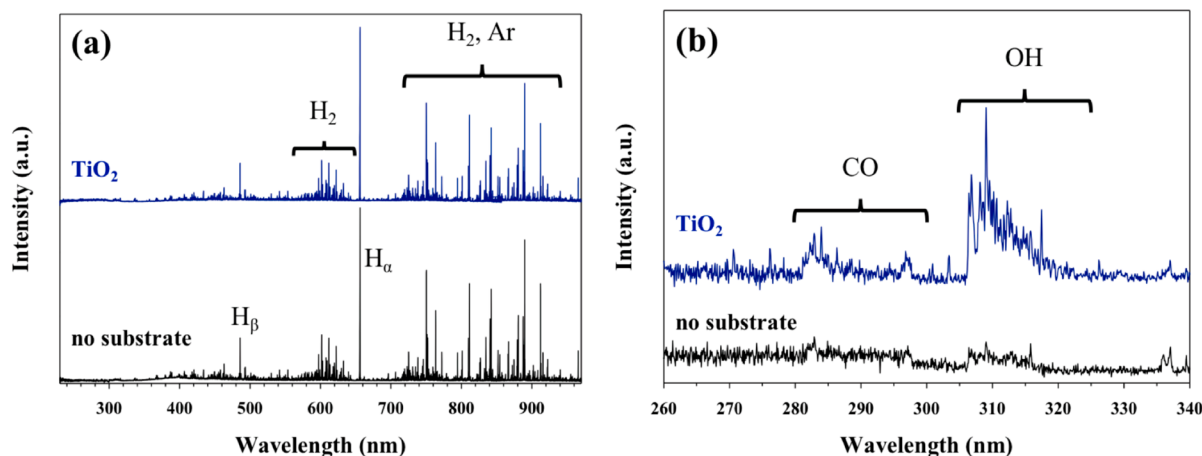 (a)
H₂, Ar
H₂
TiO₂
Hα
Hβ
no substrate
Intensity (a.u.)
300 400 500 600 700 800 900
Wavelength (nm)
(b)
OH
CO
TiO₂
no substrate
Intensity (a.u.)
260 270 280 290 300 310 320 330 340
Wavelength (nm)